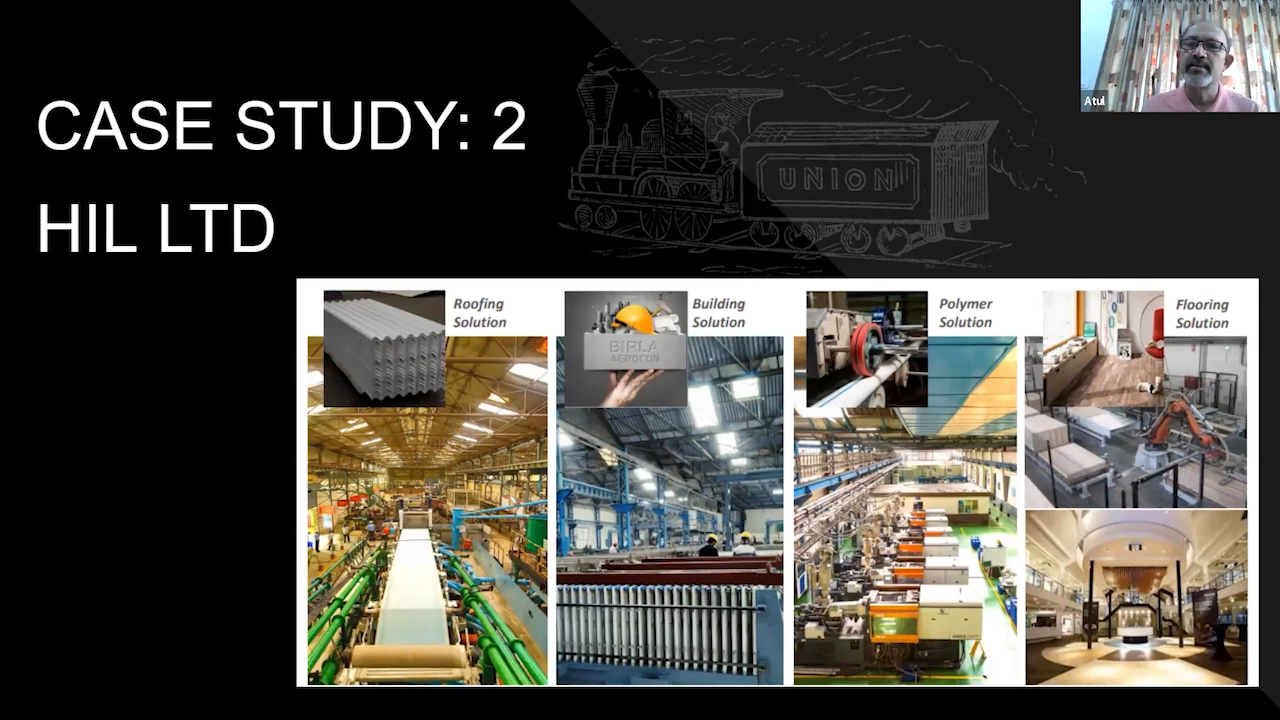 CASE STUDY: 2
HIL LTD
UNION
Atul
Roofing
Solution
Building
Solution
Polymer
Solution
Flooring
Solution
BIRLA
AEROCON